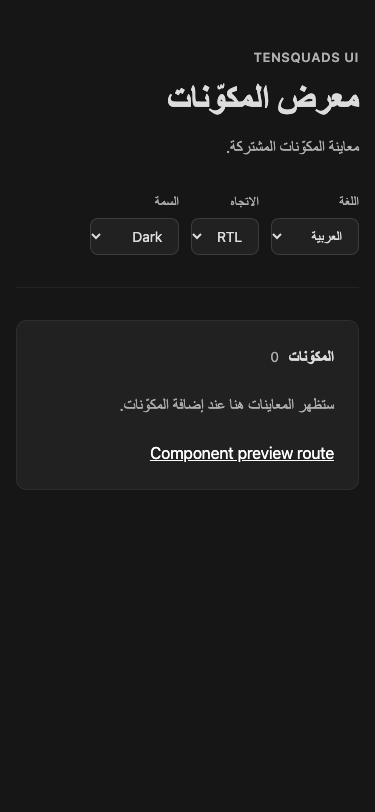 TENSQUADS UI
معرض المكوّنات
معاينة المكوّنات المشتركة.
اللغة الاتجاه السمة
العربية RTL Dark
المكوّنات 0
ستظهر المعاينات هنا عند إضافة المكوّنات.
Component preview route